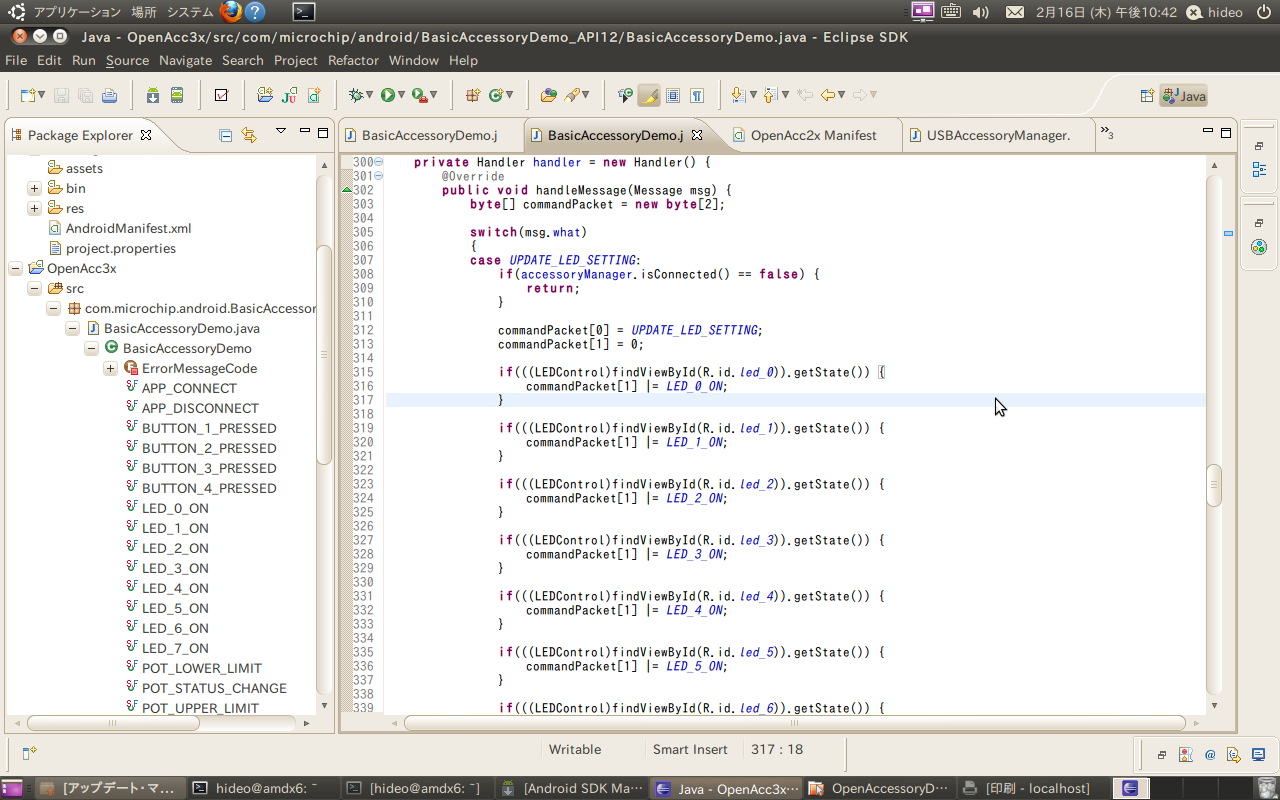 アプリケーション 場所 システム 2月16日 (木) 午後10:42 hideo
Java - OpenAcc3x/src/com/microchip/android/BasicAccessoryDemo_API12/BasicAccessoryDemo.java - Eclipse SDK
File Edit Run Source Navigate Search Project Refactor Window Help
Java
Package Explorer
BasicAccessoryDemo.j BasicAccessoryDemo.j OpenAcc2x Manifest USBAccessoryManager. »3
assets
bin
res
AndroidManifest.xml
project.properties
OpenAcc3x
src
com.microchip.android.BasicAccessor
BasicAccessoryDemo.java
BasicAccessoryDemo
ErrorMessageCode
APP_CONNECT
APP_DISCONNECT
BUTTON_1_PRESSED
BUTTON_2_PRESSED
BUTTON_3_PRESSED
BUTTON_4_PRESSED
LED_0_ON
LED_1_ON
LED_2_ON
LED_3_ON
LED_4_ON
LED_5_ON
LED_6_ON
LED_7_ON
POT_LOWER_LIMIT
POT_STATUS_CHANGE
POT_UPPER_LIMIT
300 private Handler handler = new Handler() {
301 @Override
302 public void handleMessage(Message msg) {
303 byte[] commandPacket = new byte[2];
304
305 switch(msg.what)
306 {
307 case UPDATE_LED_SETTING:
308 if(accessoryManager.isConnected() == false) {
309 return;
310 }
311
312 commandPacket[0] = UPDATE_LED_SETTING;
313 commandPacket[1] = 0;
314
315 if(((LEDControl)findViewById(R.id.led_0)).getState()) {
316 commandPacket[1] |= LED_0_ON;
317 }
318
319 if(((LEDControl)findViewById(R.id.led_1)).getState()) {
320 commandPacket[1] |= LED_1_ON;
321 }
322
323 if(((LEDControl)findViewById(R.id.led_2)).getState()) {
324 commandPacket[1] |= LED_2_ON;
325 }
326
327 if(((LEDControl)findViewById(R.id.led_3)).getState()) {
328 commandPacket[1] |= LED_3_ON;
329 }
330
331 if(((LEDControl)findViewById(R.id.led_4)).getState()) {
332 commandPacket[1] |= LED_4_ON;
333 }
334
335 if(((LEDControl)findViewById(R.id.led_5)).getState()) {
336 commandPacket[1] |= LED_5_ON;
337 }
338
339 if(((LEDControl)findViewById(R.id.led_6)).getState()) {
Writable Smart Insert 317 : 18
[アップデート・マ… hideo@amdx6: ~ [hideo@amdx6: ~] [Android SDK Ma… Java - OpenAcc3x… OpenAccessoryD… [印刷 - localhost]